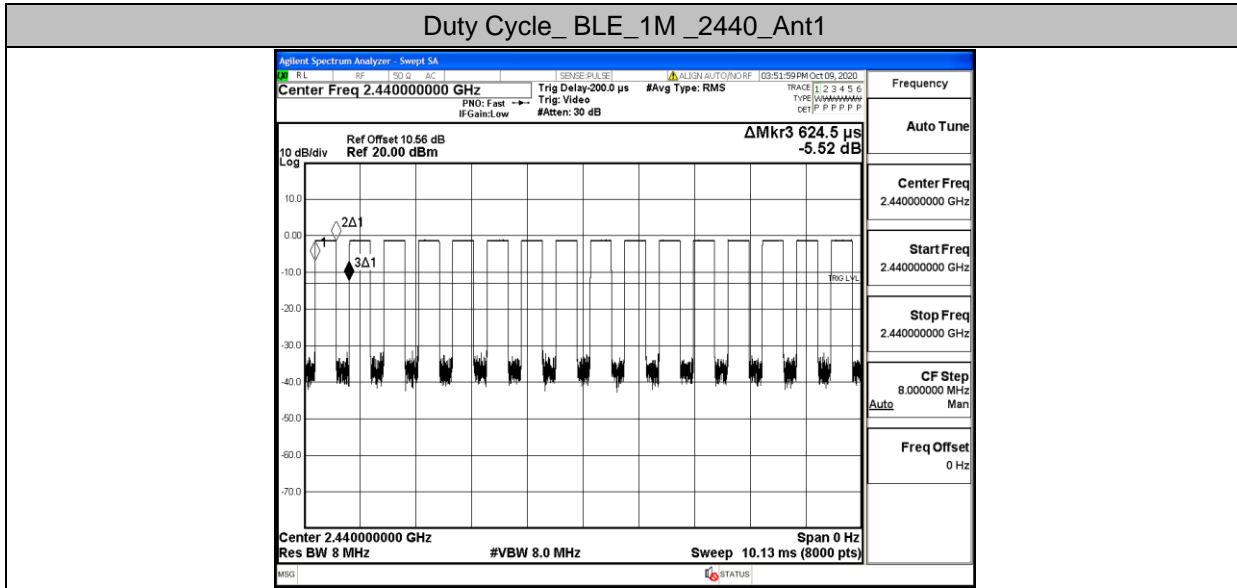 Duty Cycle_ BLE_1M _2440_Ant1
Agilent Spectrum Analyzer - Swept SA
RL RF 50 Ω AC SENSE:PULSE ALIGN AUTO/NO RF 03:51:59 PM Oct 09, 2020
Center Freq 2.440000000 GHz
PNO: Fast
IFGain:Low
Trig Delay-200.0 µs
Trig: Video
#Atten: 30 dB
#Avg Type: RMS
TRACE 1 2 3 4 5 6
TYPE
DET P P P P P P
Ref Offset 10.56 dB
10 dB/div Ref 20.00 dBm
Log
ΔMkr3 624.5 µs
-5.52 dB
10.0
0.00
-10.0
-20.0
-30.0
-40.0
-50.0
-60.0
-70.0
1
2Δ1
3Δ1
TRIG LVL
Center 2.440000000 GHz Span 0 Hz
Res BW 8 MHz #VBW 8.0 MHz Sweep 10.13 ms (8000 pts)
MSG STATUS
Frequency
Auto Tune
Center Freq
2.440000000 GHz
Start Freq
2.440000000 GHz
Stop Freq
2.440000000 GHz
CF Step
8.000000 MHz
Auto Man
Freq Offset
0 Hz